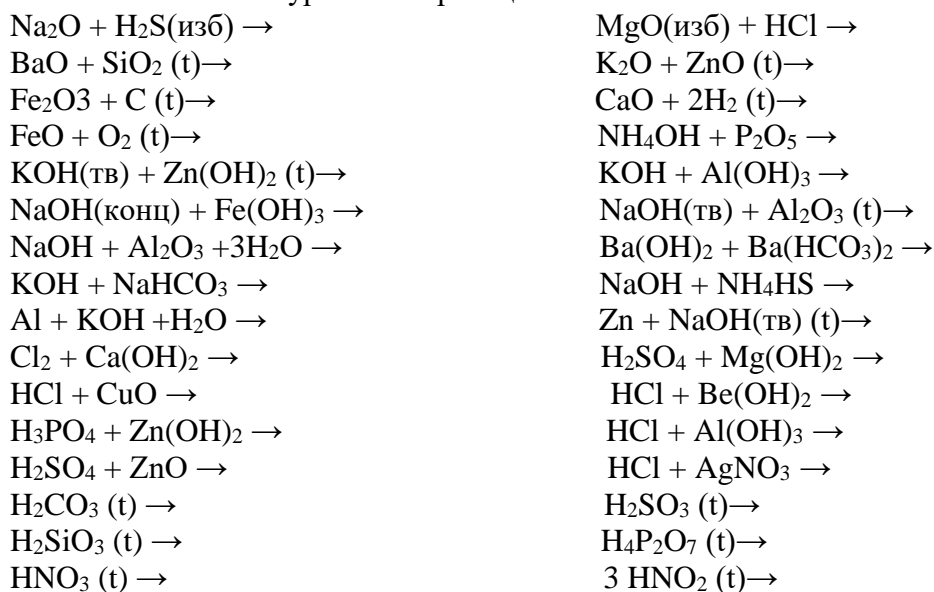 Na₂O + H₂S(изб) → MgO(изб) + HCl →
BaO + SiO₂ (t)→ K₂O + ZnO (t)→
Fe₂O3 + C (t)→ CaO + 2H₂ (t)→
FeO + O₂ (t)→ NH₄OH + P₂O₅ →
KOH(тв) + Zn(OH)₂ (t)→ KOH + Al(OH)₃ →
NaOH(конц) + Fe(OH)₃ → NaOH(тв) + Al₂O₃ (t)→
NaOH + Al₂O₃ +3H₂O → Ba(OH)₂ + Ba(HCO₃)₂ →
KOH + NaHCO₃ → NaOH + NH₄HS →
Al + KOH +H₂O → Zn + NaOH(тв) (t)→
Cl₂ + Ca(OH)₂ → H₂SO₄ + Mg(OH)₂ →
HCl + CuO → HCl + Be(OH)₂ →
H₃PO₄ + Zn(OH)₂ → HCl + Al(OH)₃ →
H₂SO₄ + ZnO → HCl + AgNO₃ →
H₂CO₃ (t) → H₂SO₃ (t)→
H₂SiO₃ (t) → H₄P₂O₇ (t)→
HNO₃ (t) → 3 HNO₂ (t)→